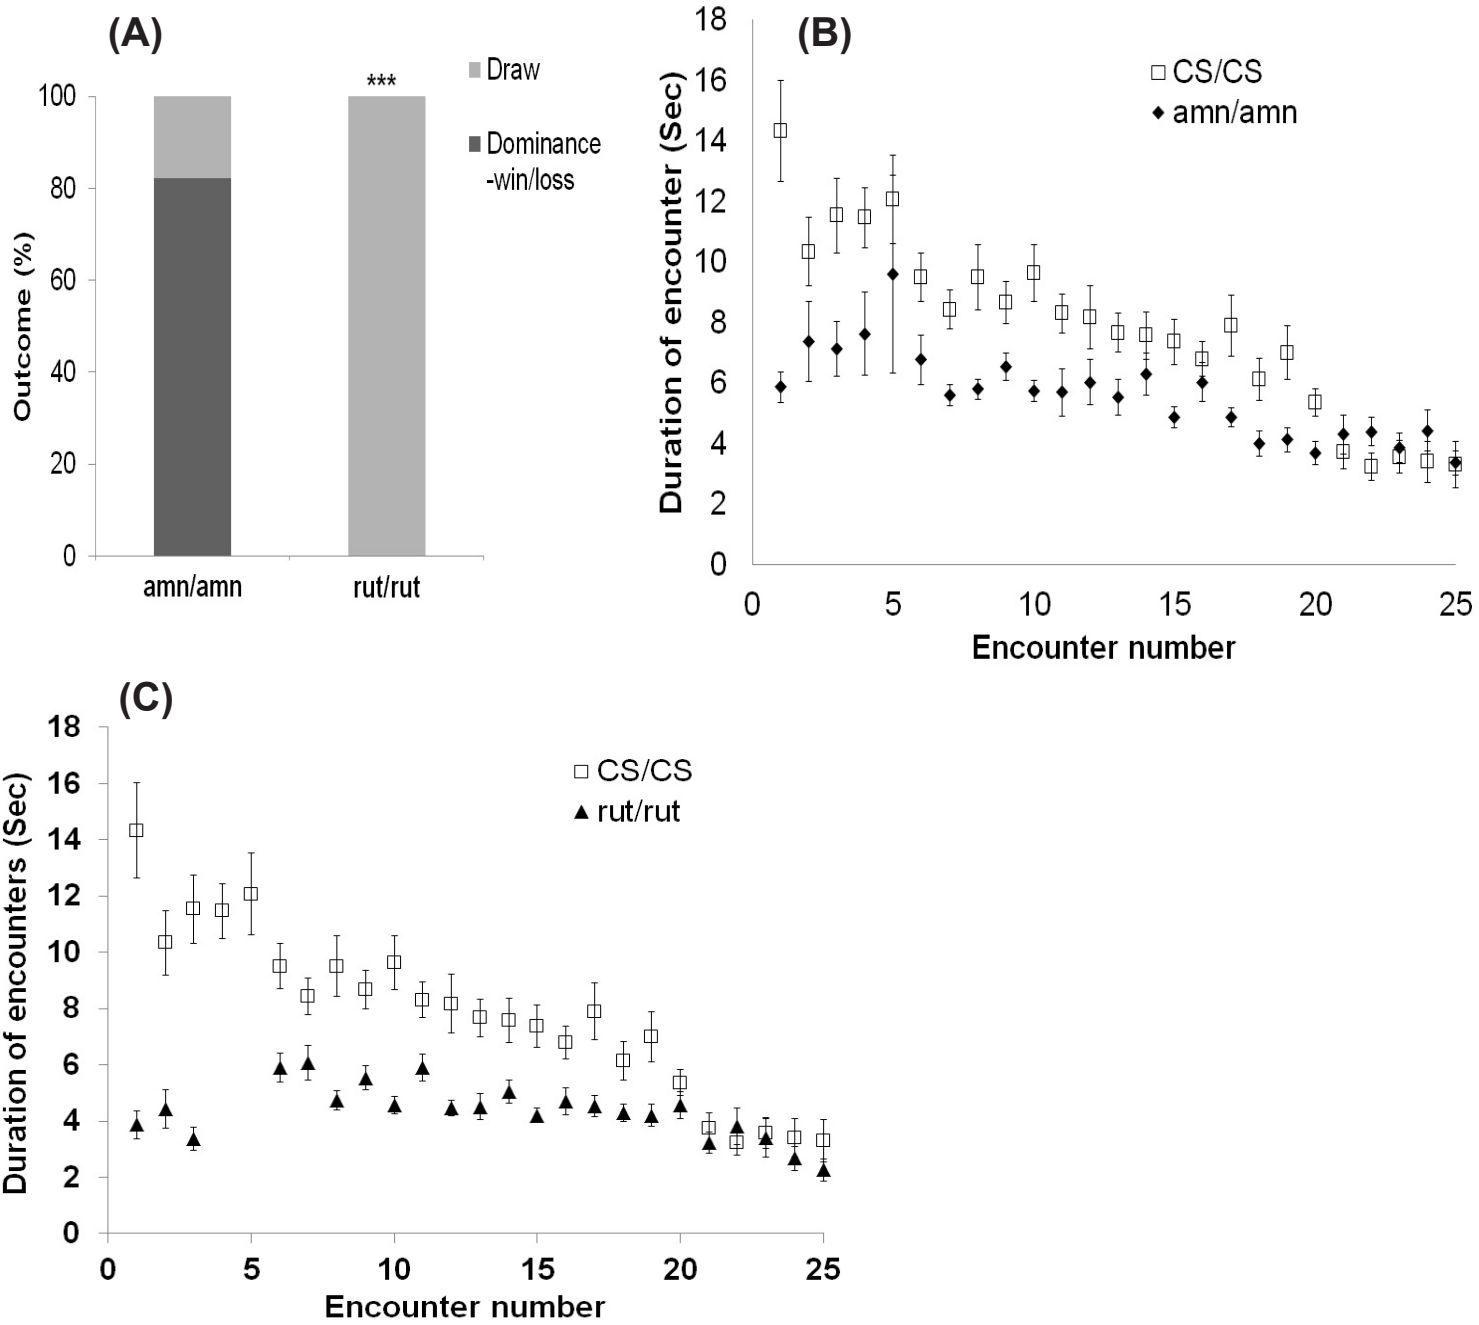 (A)
Draw
Dominance
-win/loss
***
100
80
60
40
20
0
Outcome (%)
amn/amn
rut/rut
(B)
CS/CS
amn/amn
18
16
14
12
10
8
6
4
2
0
Duration of encounter (Sec)
0 5 10 15 20 25
Encounter number
(C)
CS/CS
rut/rut
18
16
14
12
10
8
6
4
2
0
Duration of encounters (Sec)
0 5 10 15 20 25
Encounter number